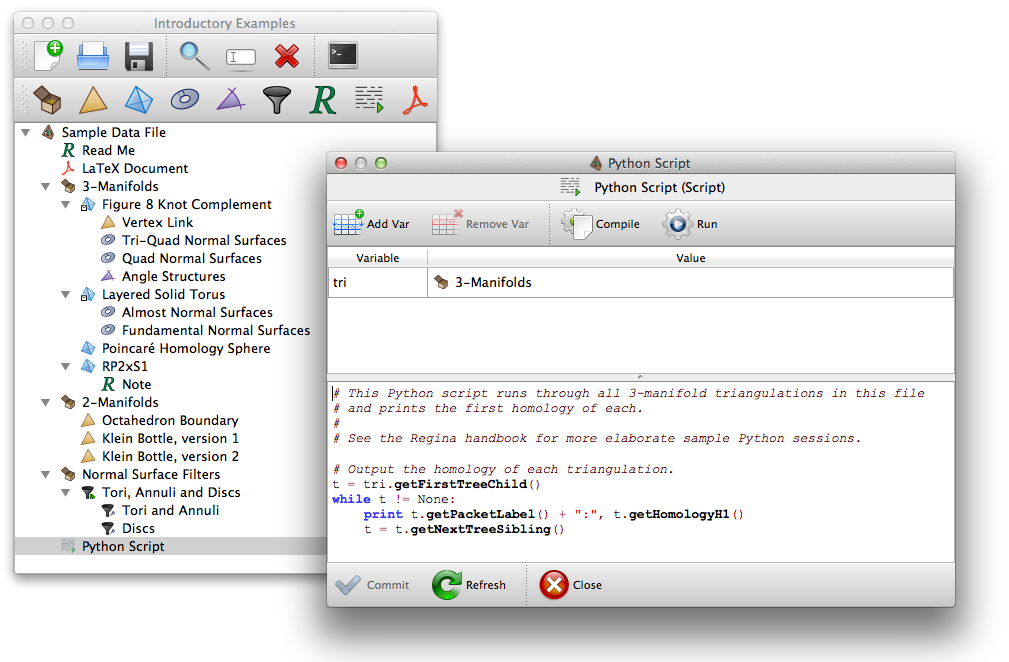 Introductory Examples
Sample Data File
Read Me
LaTeX Document
3-Manifolds
Figure 8 Knot Complement
Vertex Link
Tri-Quad Normal Surfaces
Quad Normal Surfaces
Angle Structures
Layered Solid Torus
Almost Normal Surfaces
Fundamental Normal Surfaces
Poincaré Homology Sphere
RP2xS1
Note
2-Manifolds
Octahedron Boundary
Klein Bottle, version 1
Klein Bottle, version 2
Normal Surface Filters
Tori, Annuli and Discs
Tori and Annuli
Discs
Python Script
Python Script
Python Script (Script)
Add Var Remove Var Compile Run
Variable Value
tri 3-Manifolds
# This Python script runs through all 3-manifold triangulations in this file
# and prints the first homology of each.
#
# See the Regina handbook for more elaborate sample Python sessions.
# Output the homology of each triangulation.
t = tri.getFirstTreeChild()
while t != None:
    print t.getPacketLabel() + ":", t.getHomologyH1()
    t = t.getNextTreeSibling()
Commit Refresh Close